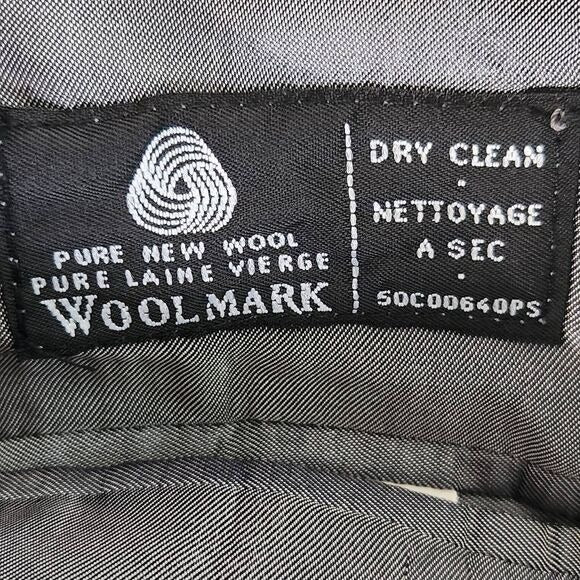 PURE NEW WOOL
PURE LAINE VIERGE
WOOLMARK
DRY CLEAN
·
NETTOYAGE
A SEC
·
50C00640PS